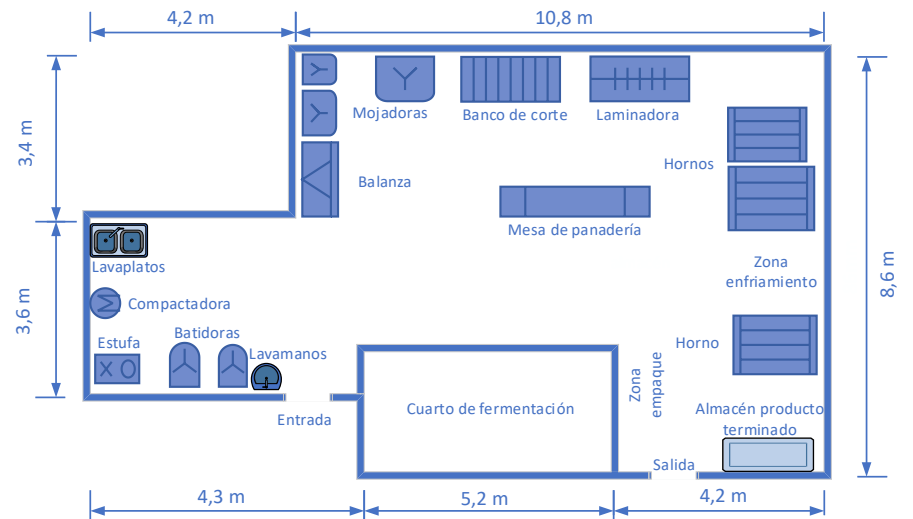 4,2 m
10,8 m
3,4 m
Mojadoras
Banco de corte
Laminadora
Hornos
Balanza
Mesa de panadería
Lavaplatos
Zona
enfriamiento
8,6 m
3,6 m
Compactadora
Batidoras
Estufa
Lavamanos
Horno
Zona
empaque
Cuarto de fermentación
Almacén producto
terminado
Entrada
Salida
4,3 m
5,2 m
4,2 m